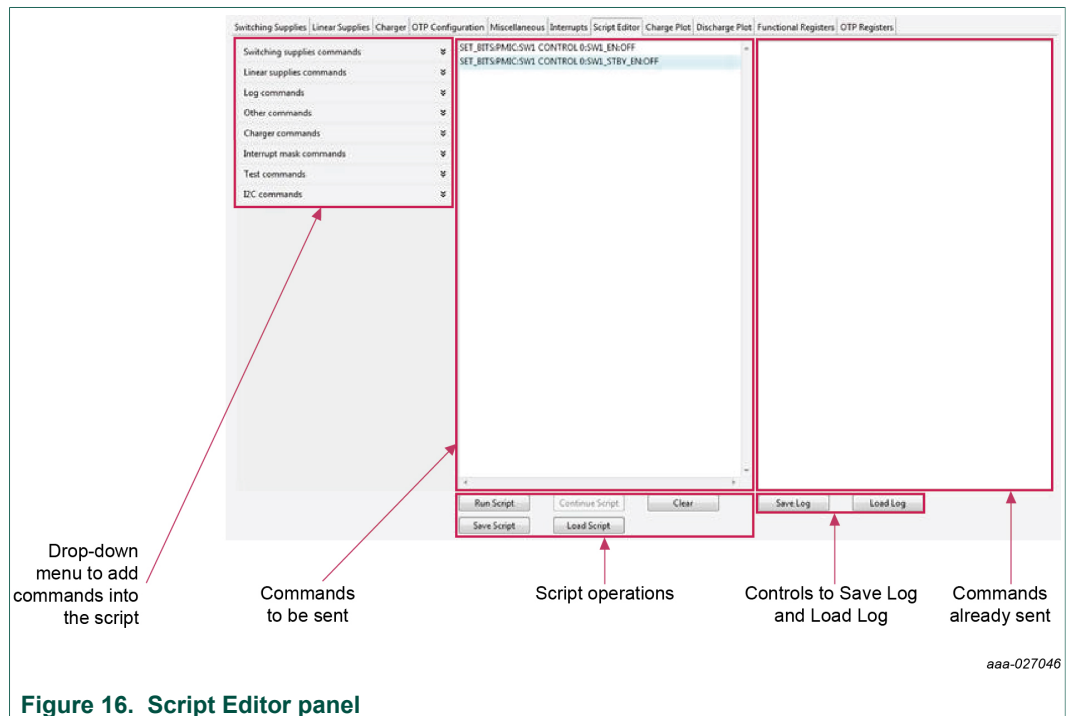 Switching Supplies Linear Supplies Charger OTP Configuration Miscellaneous Interrupts Script Editor Charge Plot Discharge Plot Functional Registers OTP Registers
Switching supplies commands
Linear supplies commands
Log commands
Other commands
Charger commands
Interrupt mask commands
Test commands
I2C commands
SET_BITS:PMIC:SW1 CONTROL 0:SW1_EN:OFF
SET_BITS:PMIC:SW1 CONTROL 0:SW1_STBY_EN:OFF
Run Script Continue Script Clear
Save Script Load Script
Save Log Load Log
Drop-down
menu to add
commands into
the script
Commands
to be sent
Script operations
Controls to Save Log
and Load Log
Commands
already sent
aaa-027046
Figure 16. Script Editor panel